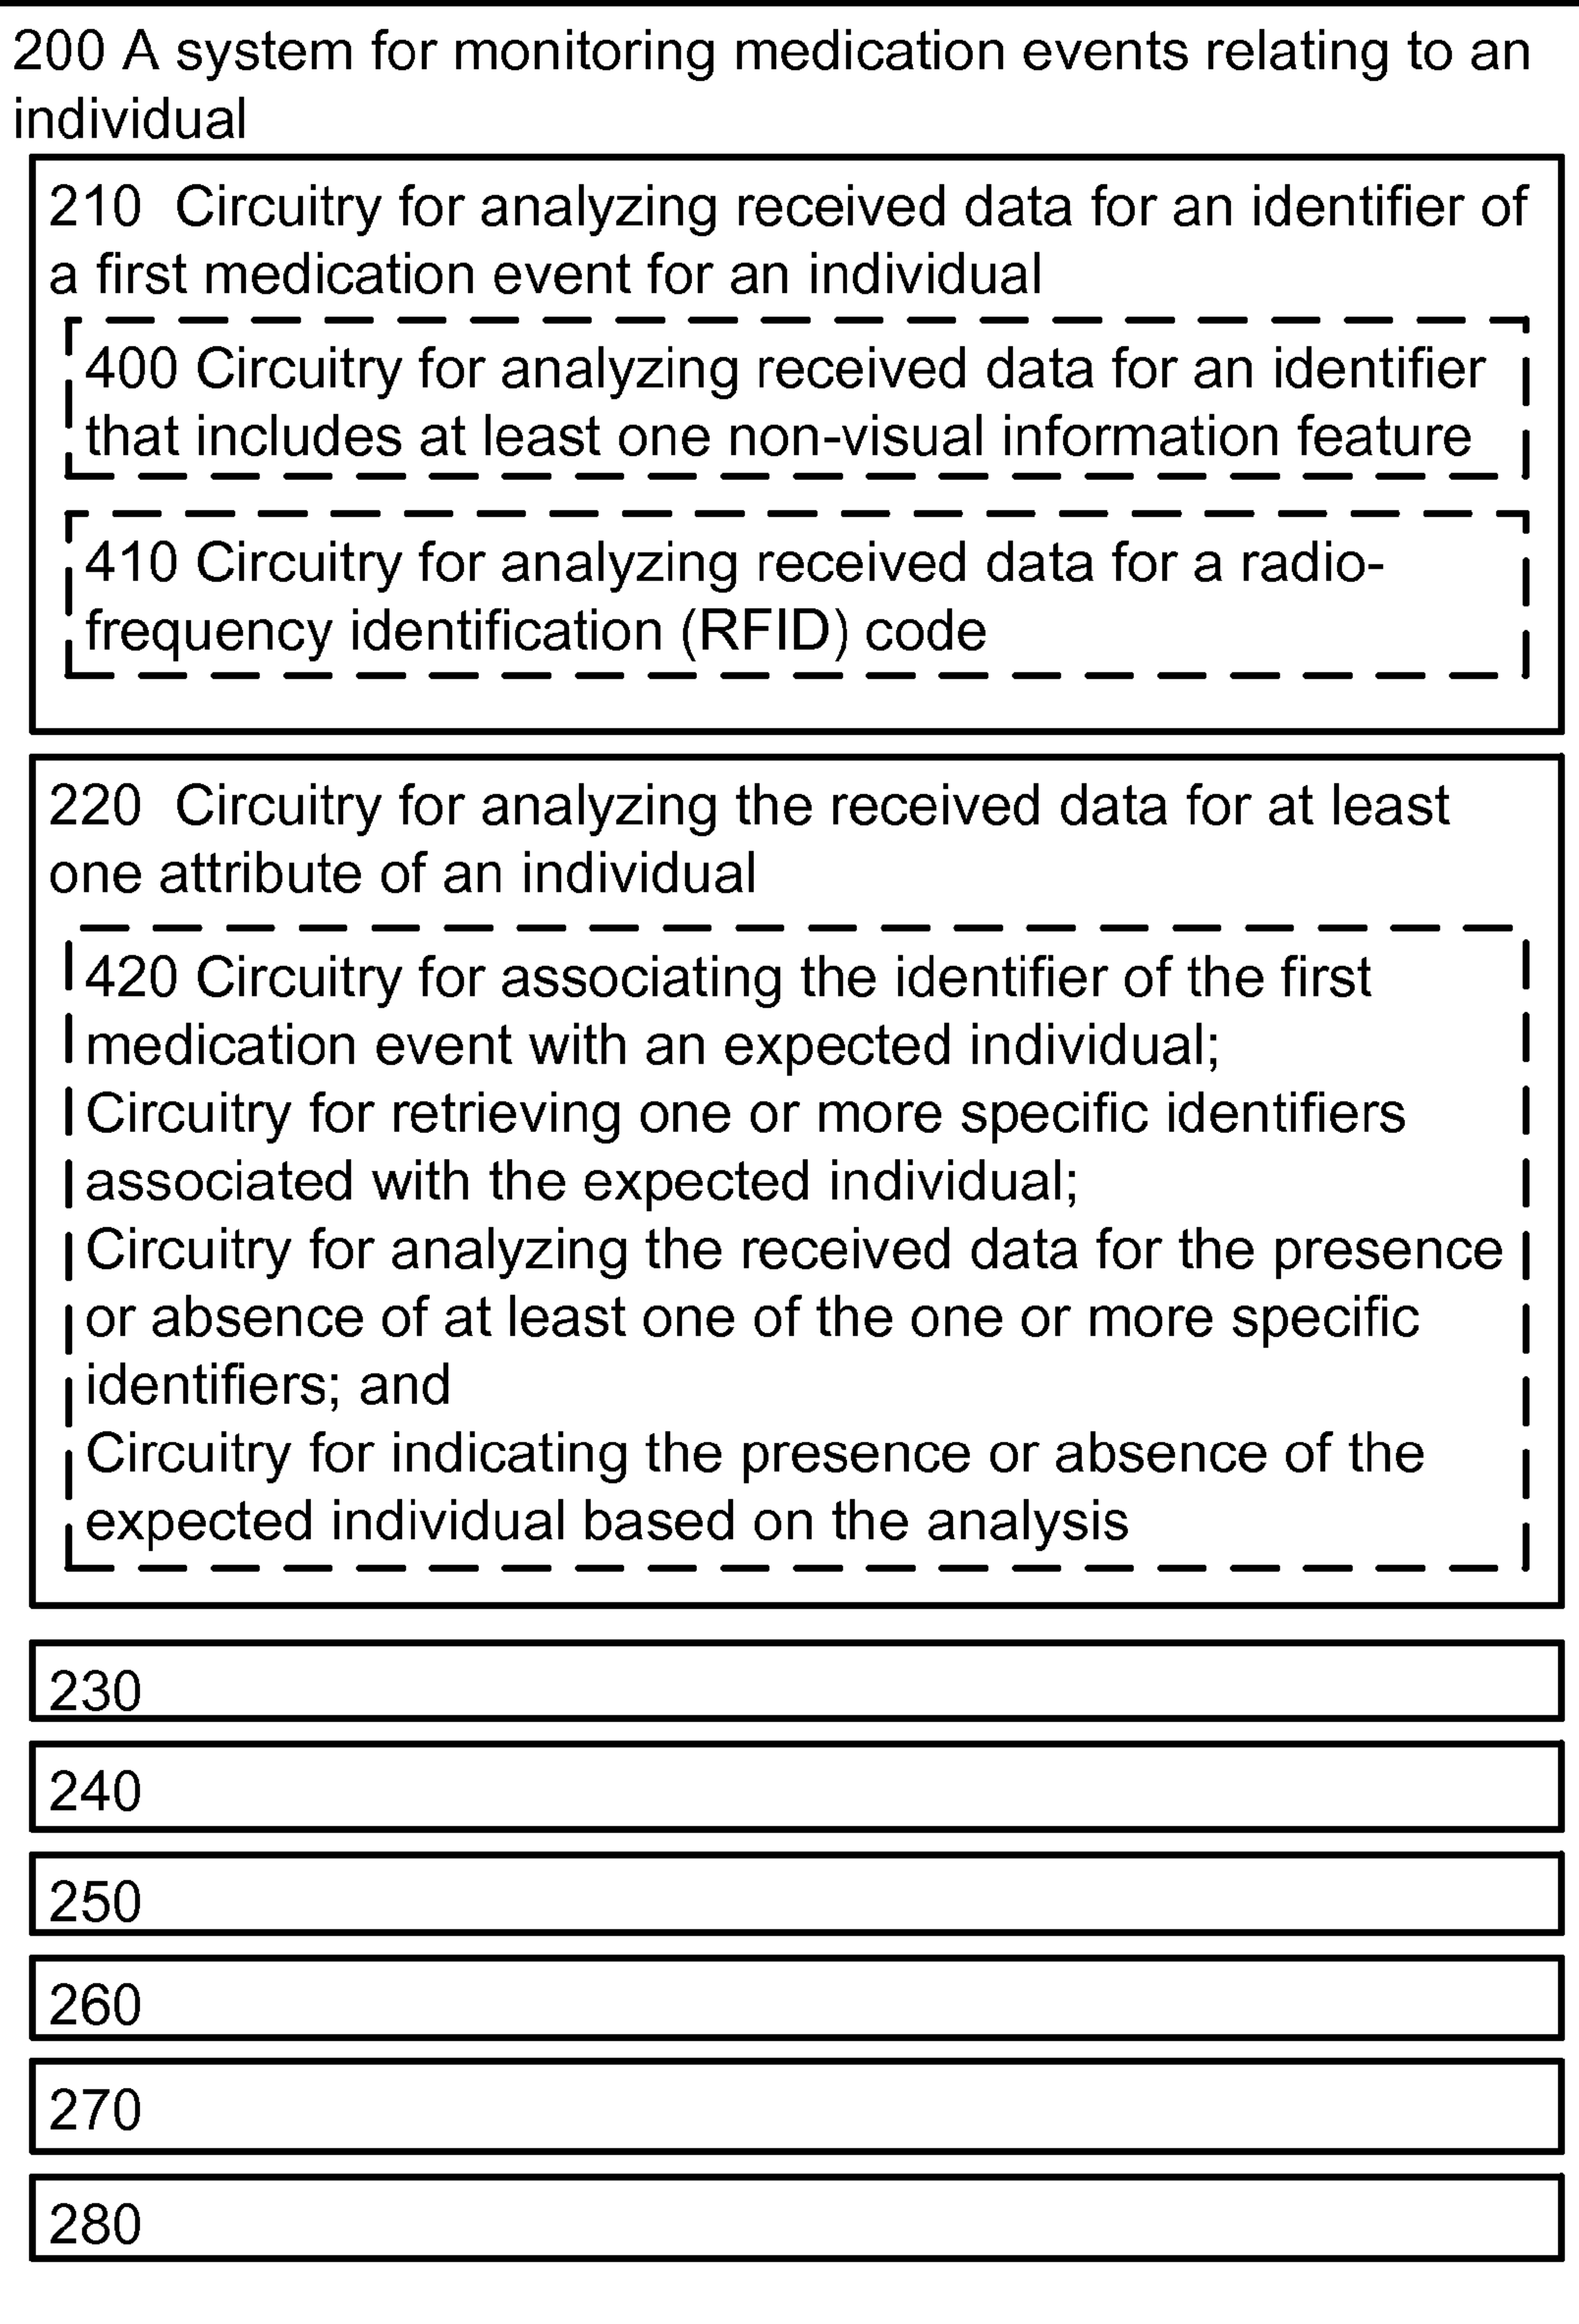 200 A system for monitoring medication events relating to an
individual
210 Circuitry for analyzing received data for an identifier of
a first medication event for an individual
400 Circuitry for analyzing received data for an identifier
that includes at least one non-visual information feature
410 Circuitry for analyzing received data for a radio-
frequency identification (RFID) code
220 Circuitry for analyzing the received data for at least
one attribute of an individual
420 Circuitry for associating the identifier of the first
medication event with an expected individual;
Circuitry for retrieving one or more specific identifiers
associated with the expected individual;
Circuitry for analyzing the received data for the presence
or absence of at least one of the one or more specific
identifiers; and
Circuitry for indicating the presence or absence of the
expected individual based on the analysis
230
240
250
260
270
280